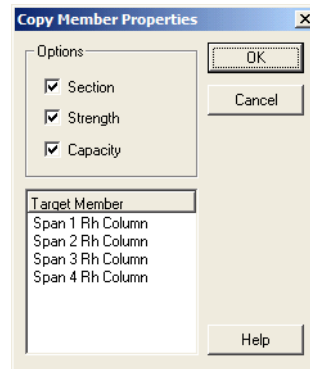 Copy Member Properties
Options
Section
Strength
Capacity
OK
Cancel
Target Member
Span 1 Rh Column
Span 2 Rh Column
Span 3 Rh Column
Span 4 Rh Column
Help